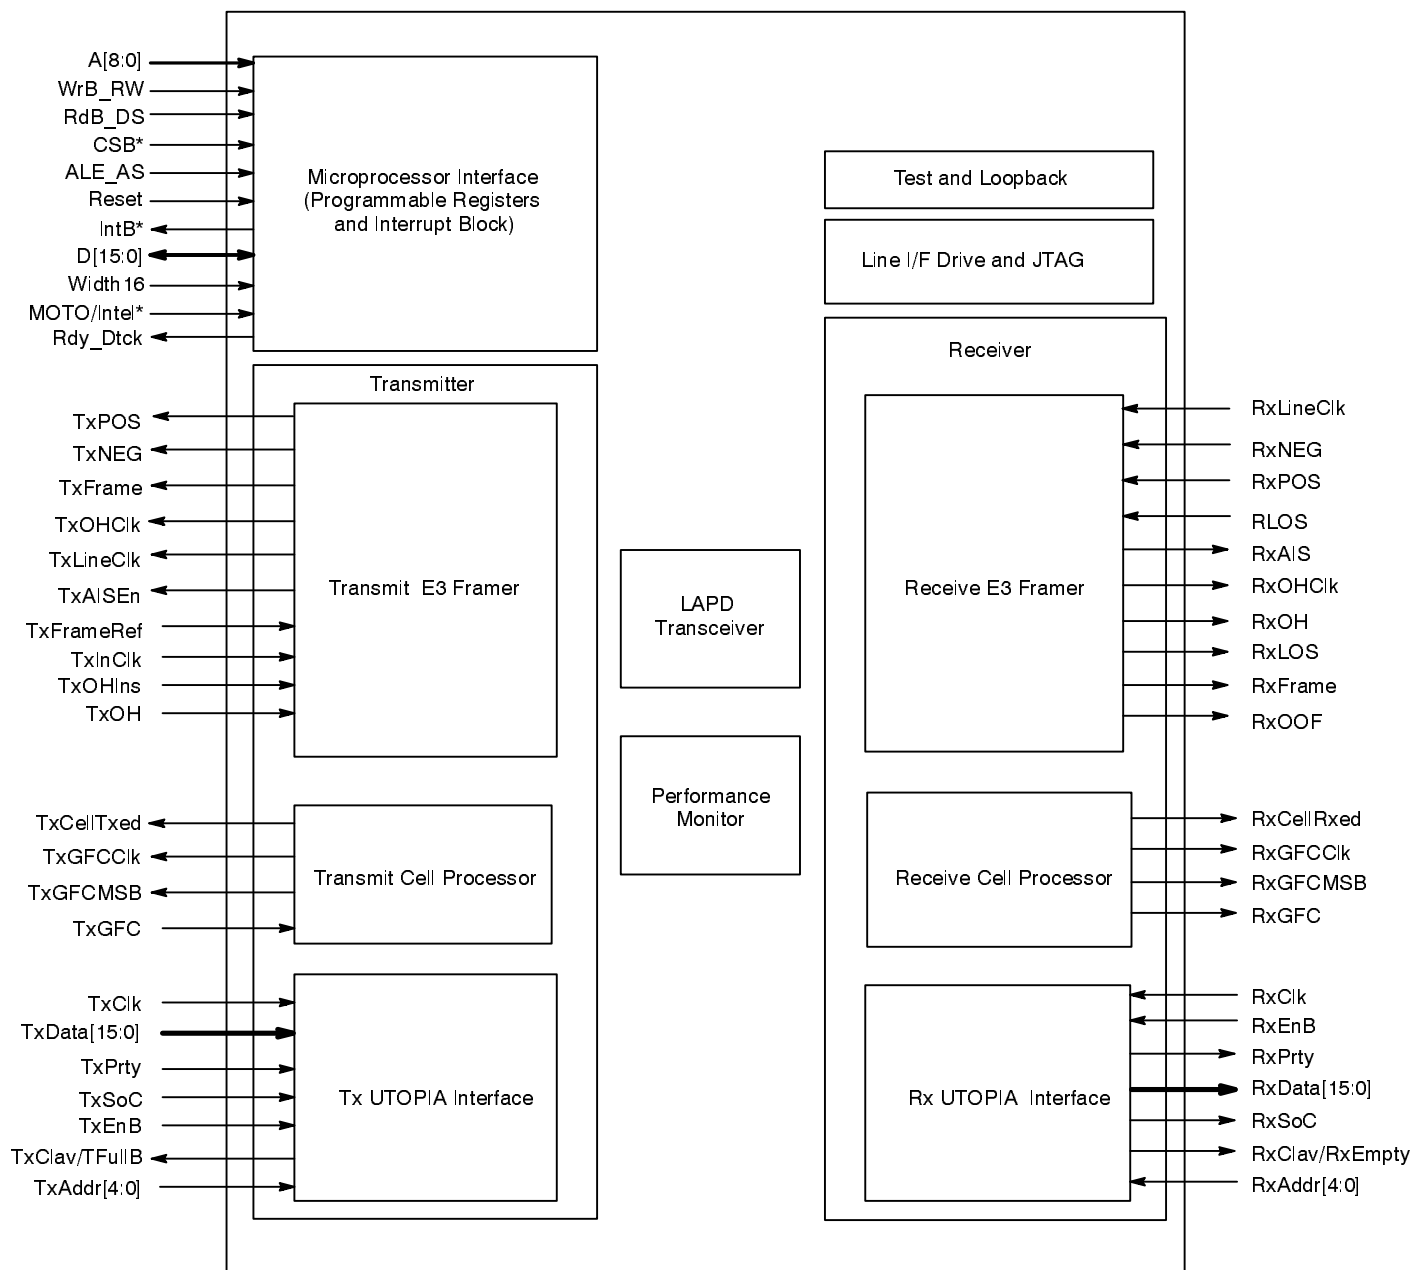 A[8:0]
WrB_RW
RdB_DS
CSB*
ALE_AS
Reset
IntB*
D[15:0]
Width16
MOTO/Intel*
Rdy_Dtck
Microprocessor Interface
(Programmable Registers
and Interrupt Block)
Test and Loopback
Line I/F Drive and JTAG
Transmitter
TxPOS
TxNEG
TxFrame
TxOHClk
TxLineClk
TxAISEn
TxFrameRef
TxInClk
TxOHIns
TxOH
Transmit E3 Framer
TxCellTxed
TxGFCClk
TxGFCMSB
TxGFC
Transmit Cell Processor
TxClk
TxData[15:0]
TxPrty
TxSoC
TxEnB
TxClav/TFullB
TxAddr[4:0]
Tx UTOPIA Interface
LAPD
Transceiver
Performance
Monitor
Receiver
Receive E3 Framer
RxLineClk
RxNEG
RxPOS
RLOS
RxAIS
RxOHClk
RxOH
RxLOS
RxFrame
RxOOF
Receive Cell Processor
RxCellRxed
RxGFCClk
RxGFCMSB
RxGFC
Rx UTOPIA Interface
RxClk
RxEnB
RxPrty
RxData[15:0]
RxSoC
RxClav/RxEmpty
RxAddr[4:0]